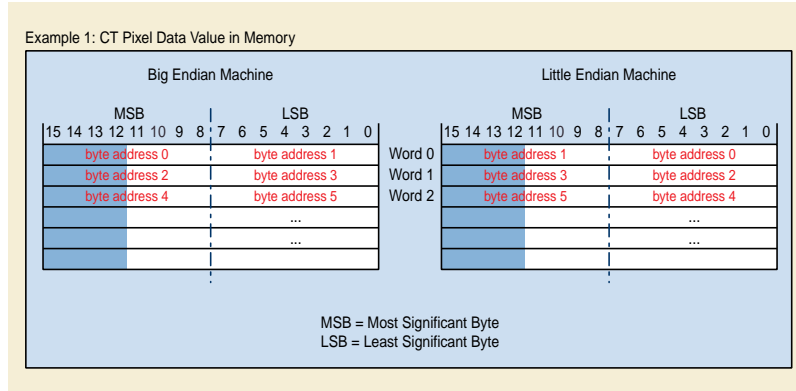 Example 1: CT Pixel Data Value in Memory
Big Endian Machine
Little Endian Machine
MSB LSB
MSB LSB
15 14 13 12 11 10 9 8 7 6 5 4 3 2 1 0
15 14 13 12 11 10 9 8 7 6 5 4 3 2 1 0
byte address 0 byte address 1 Word 0 byte address 1 byte address 0
byte address 2 byte address 3 Word 1 byte address 3 byte address 2
byte address 4 byte address 5 Word 2 byte address 5 byte address 4
... ...
... ...
MSB = Most Significant Byte
LSB = Least Significant Byte